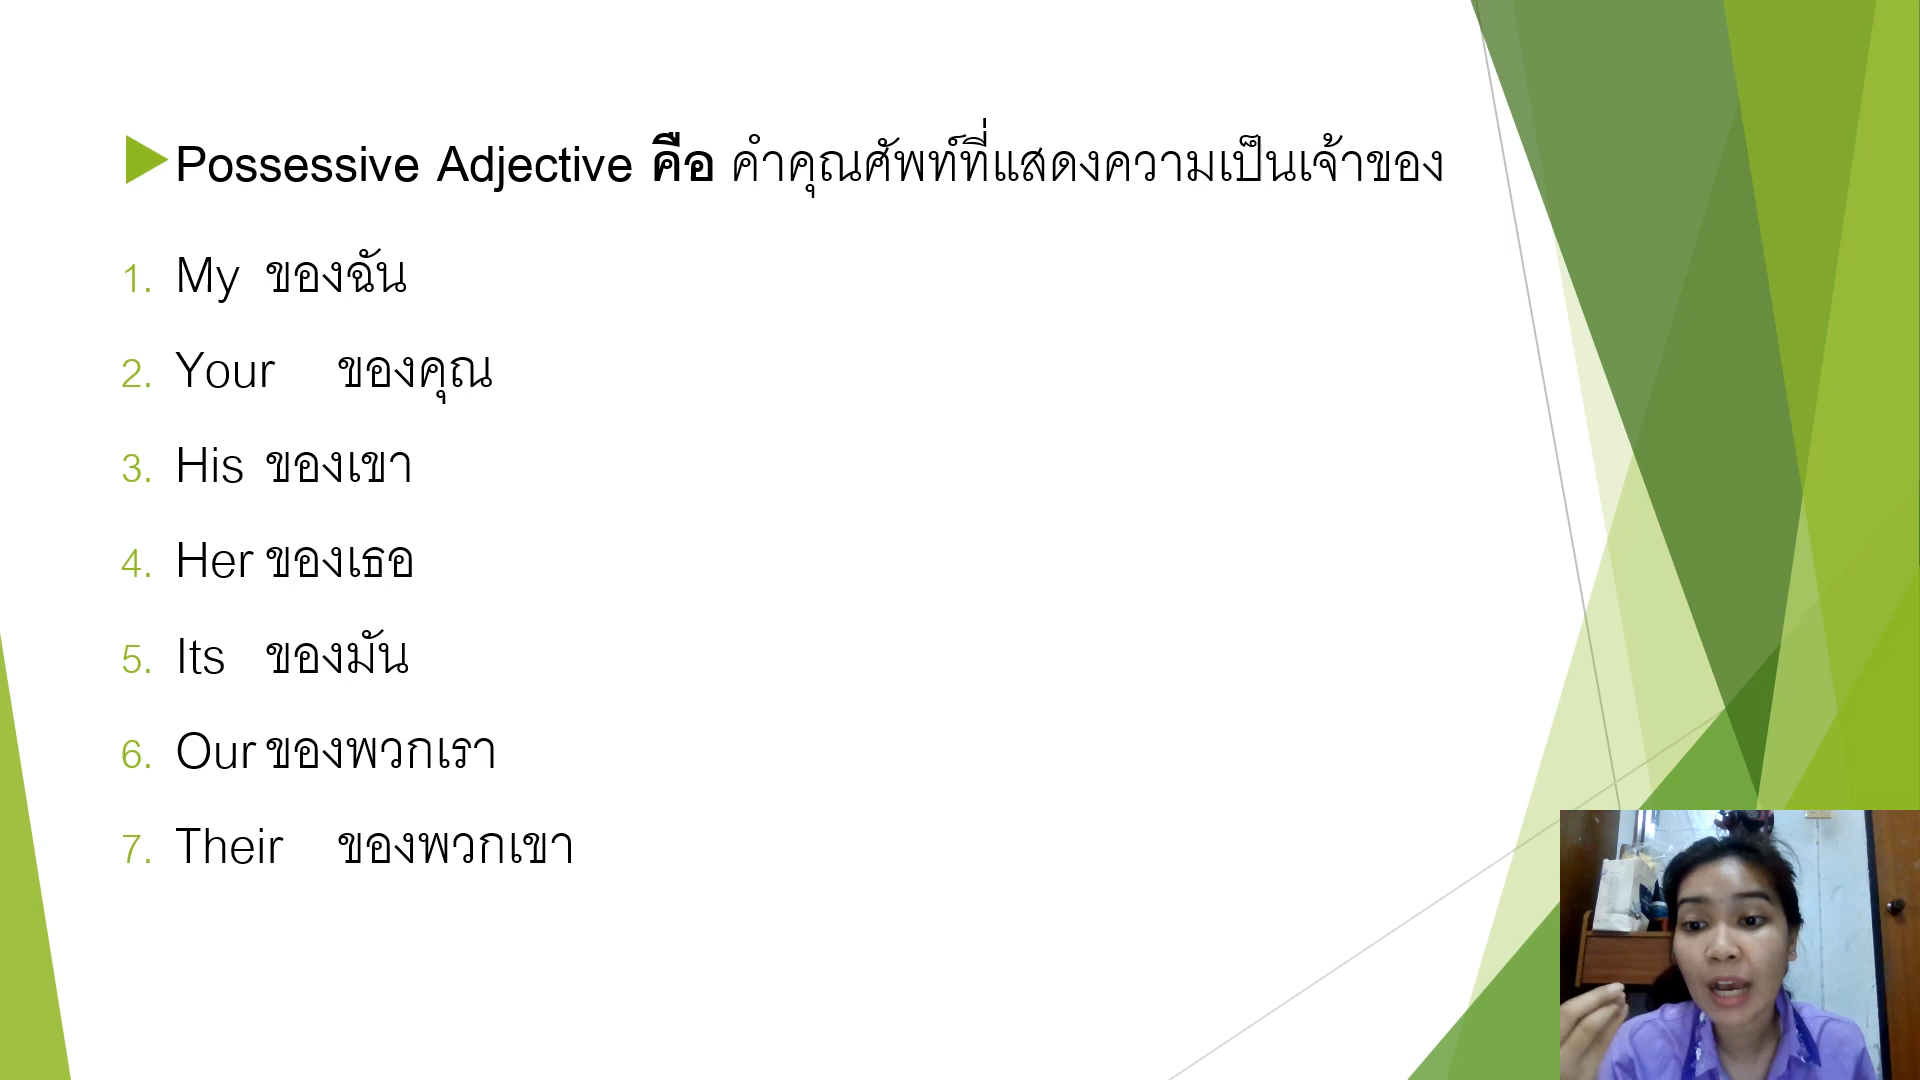 Possessive Adjective คือ คำคุณศัพท์ที่แสดงความเป็นเจ้าของ
1. My ของฉัน
2. Your ของคุณ
3. His ของเขา
4. Her ของเธอ
5. Its ของมัน
6. Our ของพวกเรา
7. Their ของพวกเขา